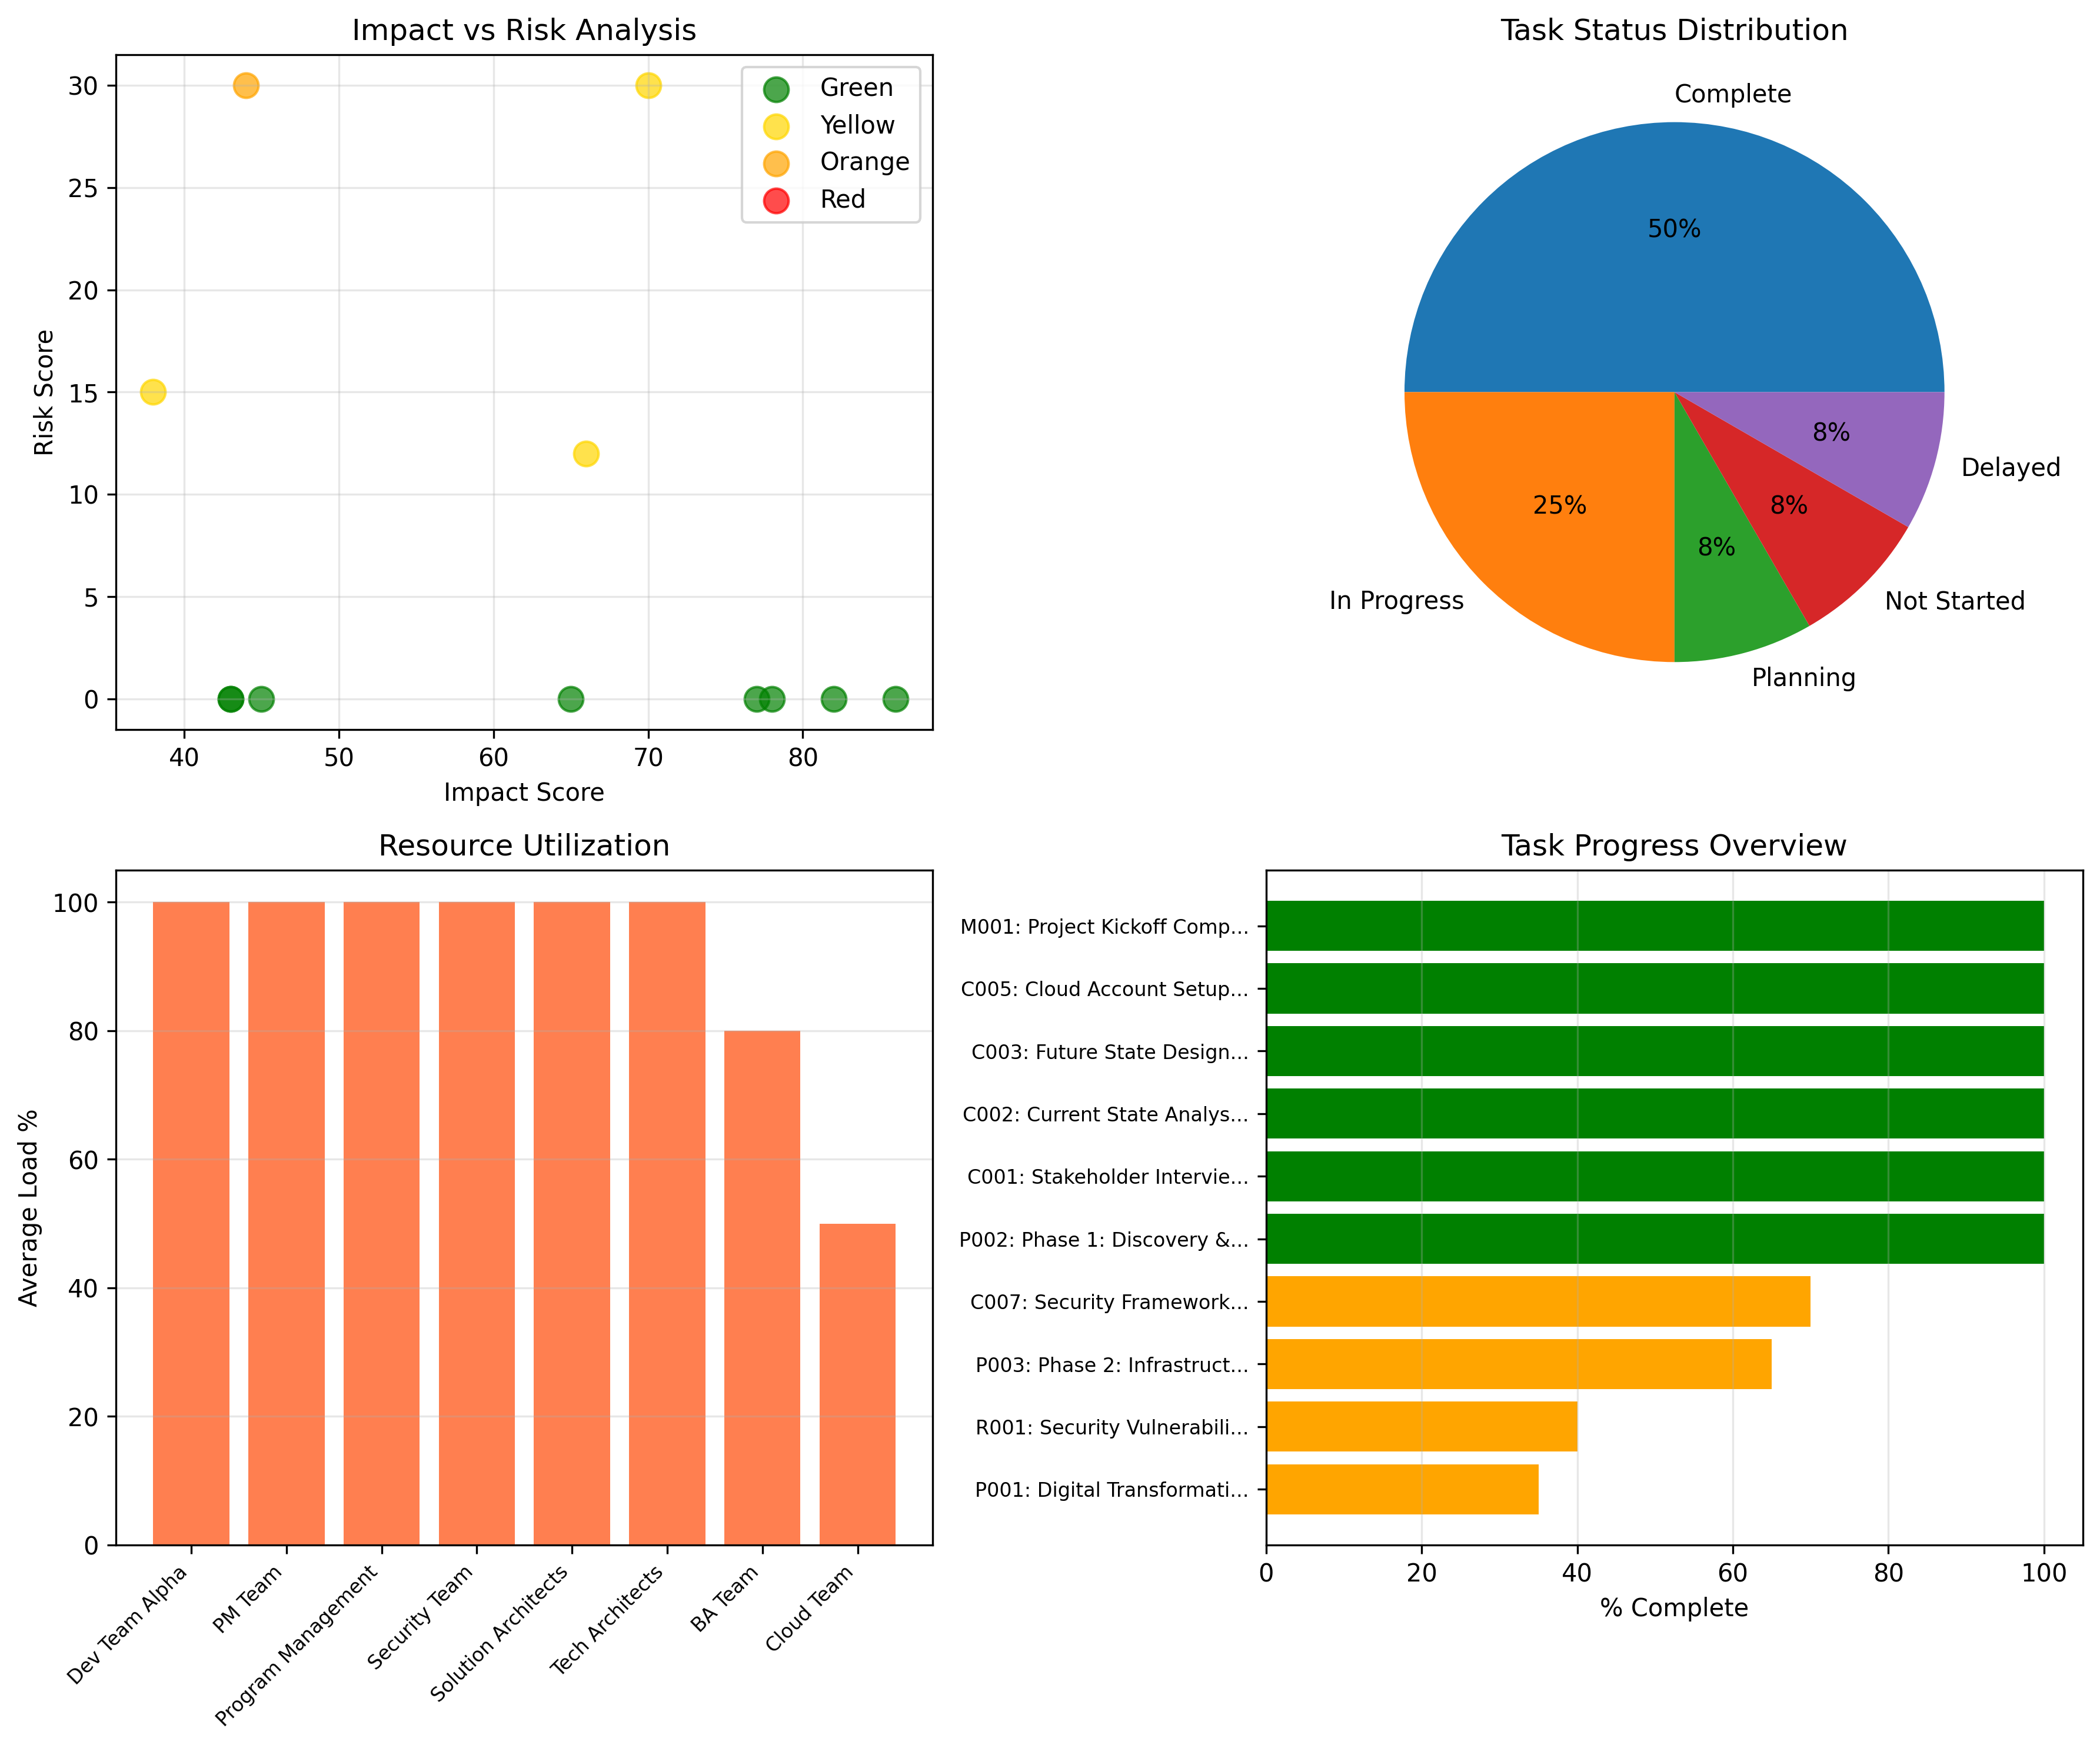 Impact vs Risk Analysis
Risk Score
30
25
20
15
10
5
0
40 50 60 70 80
Impact Score
Green
Yellow
Orange
Red
Task Status Distribution
Complete
50%
In Progress
25%
Planning
8%
Not Started
8%
Delayed
8%
Resource Utilization
Average Load %
100
80
60
40
20
0
Dev Team Alpha
PM Team
Program Management
Security Team
Solution Architects
Tech Architects
BA Team
Cloud Team
Task Progress Overview
M001: Project Kickoff Comp...
C005: Cloud Account Setup...
C003: Future State Design...
C002: Current State Analys...
C001: Stakeholder Intervie...
P002: Phase 1: Discovery &...
C007: Security Framework...
P003: Phase 2: Infrastruct...
R001: Security Vulnerabili...
P001: Digital Transformati...
0 20 40 60 80 100
% Complete